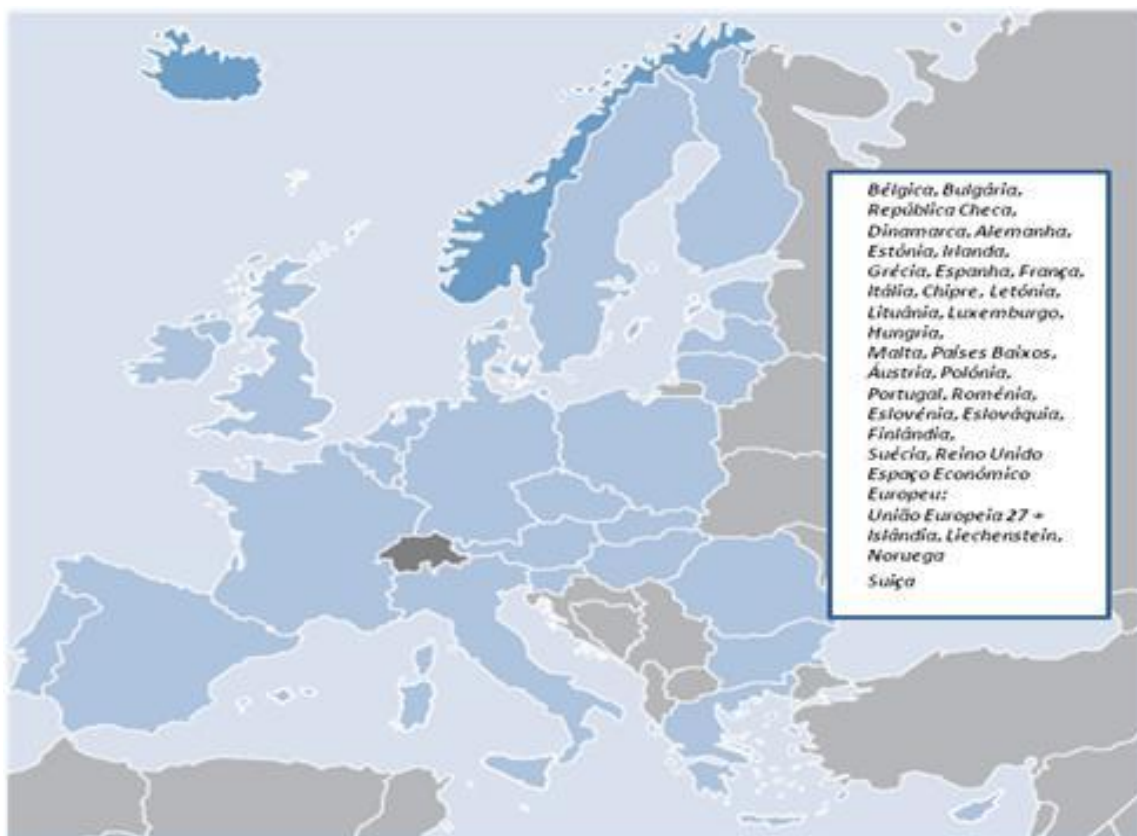 Bélgica, Bulgária,
República Checa,
Dinamarca, Alemanha,
Estónia, Irlanda,
Grécia, Espanha, França,
Itália, Chipre, Letónia,
Lituânia, Luxemburgo,
Hungria,
Malta, Países Baixos,
Áustria, Polónia,
Portugal, Roménia,
Eslovénia, Eslováquia,
Finlândia,
Suécia, Reino Unido
Espaço Económico
Europeu:
União Europeia 27 +
Islândia, Liechenstein,
Noruega
Suiça